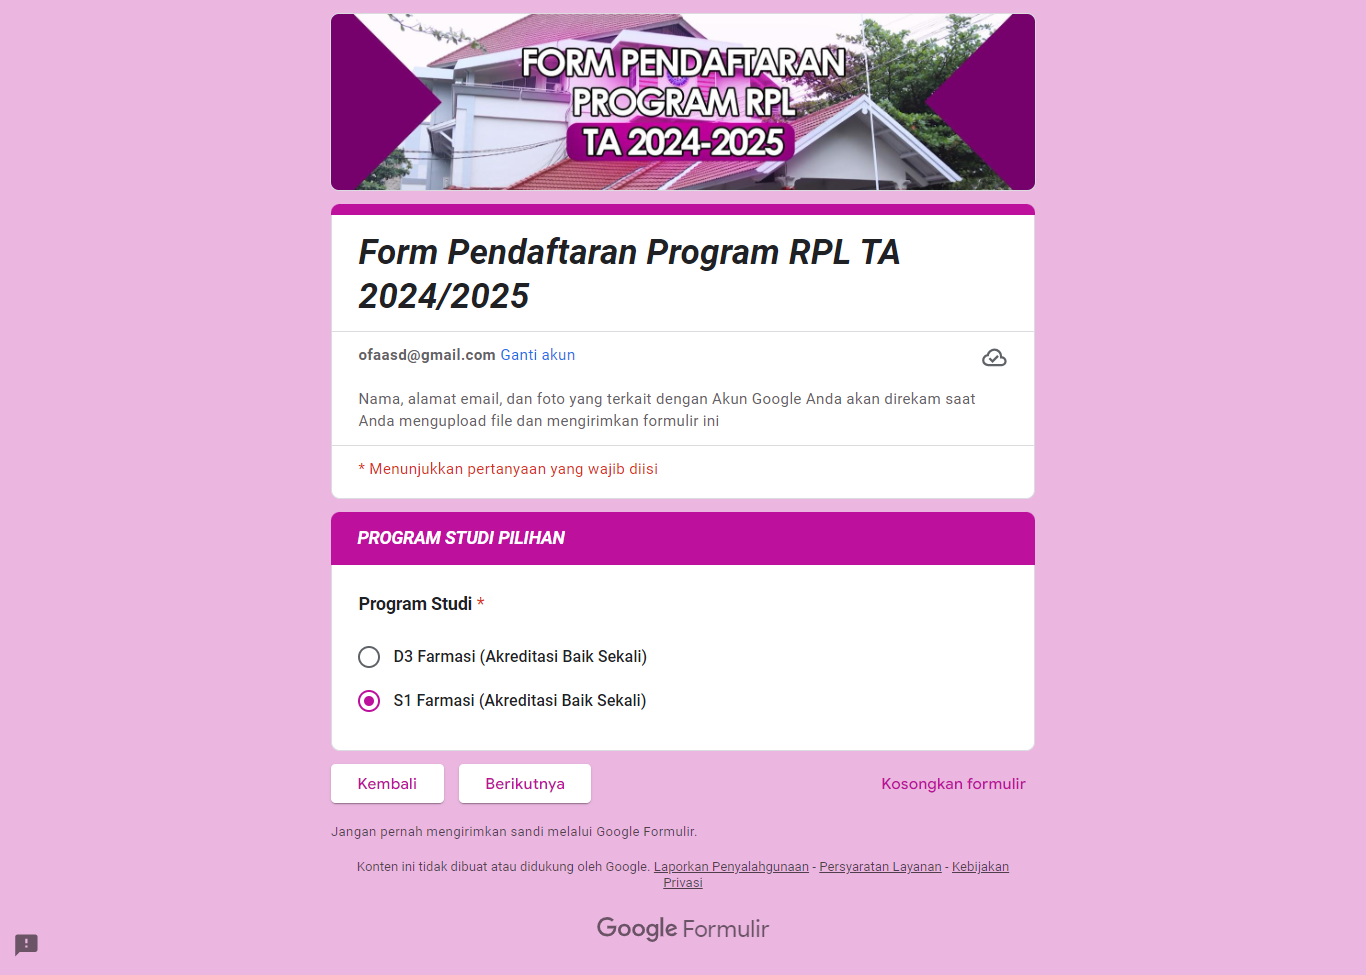 FORM PENDAFTARAN
PROGRAM RPL
TA 2024-2025
Form Pendaftaran Program RPL TA
2024/2025
ofaasd@gmail.com Ganti akun
Nama, alamat email, dan foto yang terkait dengan Akun Google Anda akan direkam saat
Anda mengupload file dan mengirimkan formulir ini
* Menunjukkan pertanyaan yang wajib diisi
PROGRAM STUDI PILIHAN
Program Studi *
D3 Farmasi (Akreditasi Baik Sekali)
S1 Farmasi (Akreditasi Baik Sekali)
Kembali
Berikutnya
Kosongkan formulir
Jangan pernah mengirimkan sandi melalui Google Formulir.
Konten ini tidak dibuat atau didukung oleh Google. Laporkan Penyalahgunaan - Persyaratan Layanan - Kebijakan
Privasi
Google Formulir